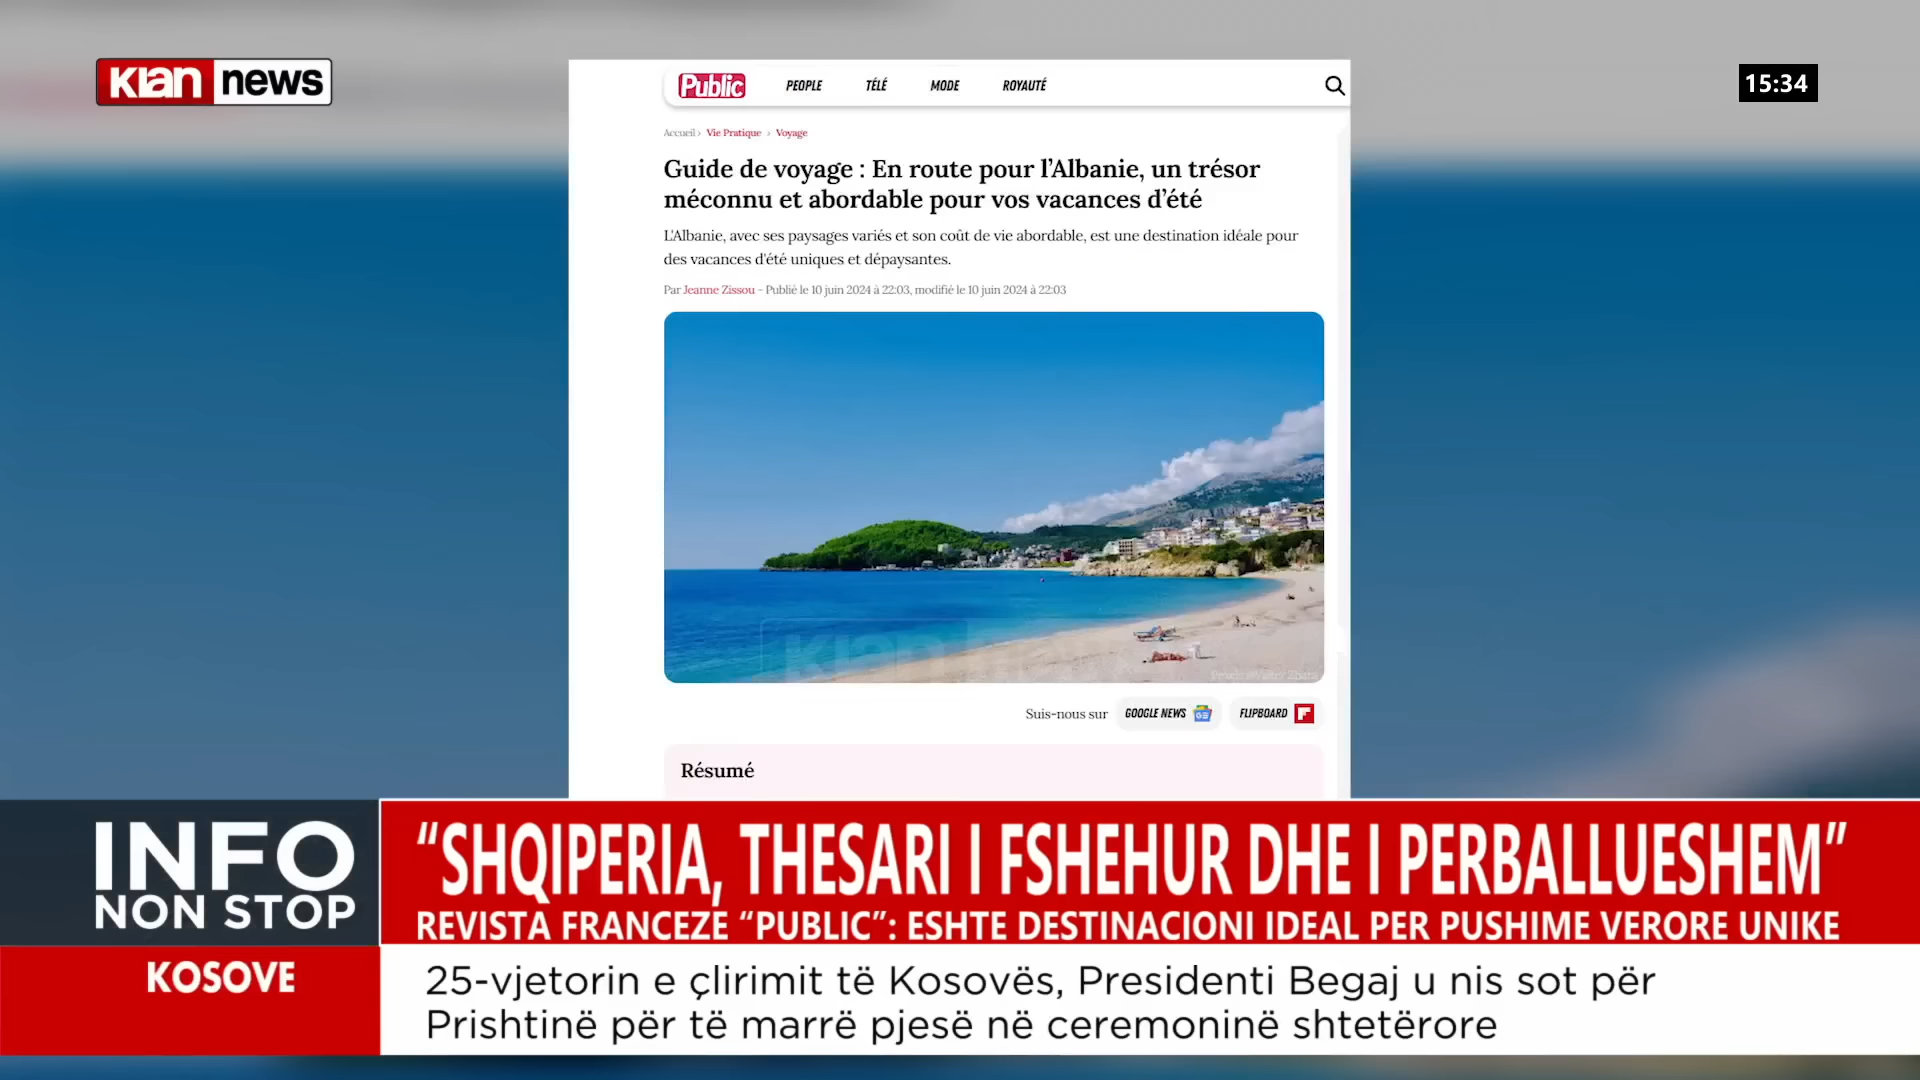 Klan news
15:34
Public PEOPLE TÉLÉ MODE ROYAUTÉ
Accueil › Vie Pratique › Voyage
Guide de voyage : En route pour l’Albanie, un trésor
méconnu et abordable pour vos vacances d’été
L'Albanie, avec ses paysages variés et son coût de vie abordable, est une destination idéale pour
des vacances d'été uniques et dépaysantes.
Par Jeanne Zissou - Publié le 10 juin 2024 à 22:03, modifié le 10 juin 2024 à 22:03
Klan news
Suis-nous sur GOOGLE NEWS FLIPBOARD
Résumé
INFO
NON STOP
“SHQIPERIA, THESARI I FSHEHUR DHE I PERBALLUESHEM”
REVISTA FRANCEZE “PUBLIC”: ESHTE DESTINACIONI IDEAL PER PUSHIME VERORE UNIKE
KOSOVE
25-vjetorin e çlirimit të Kosovës, Presidenti Begaj u nis sot për
Prishtinë për të marrë pjesë në ceremoninë shtetërore